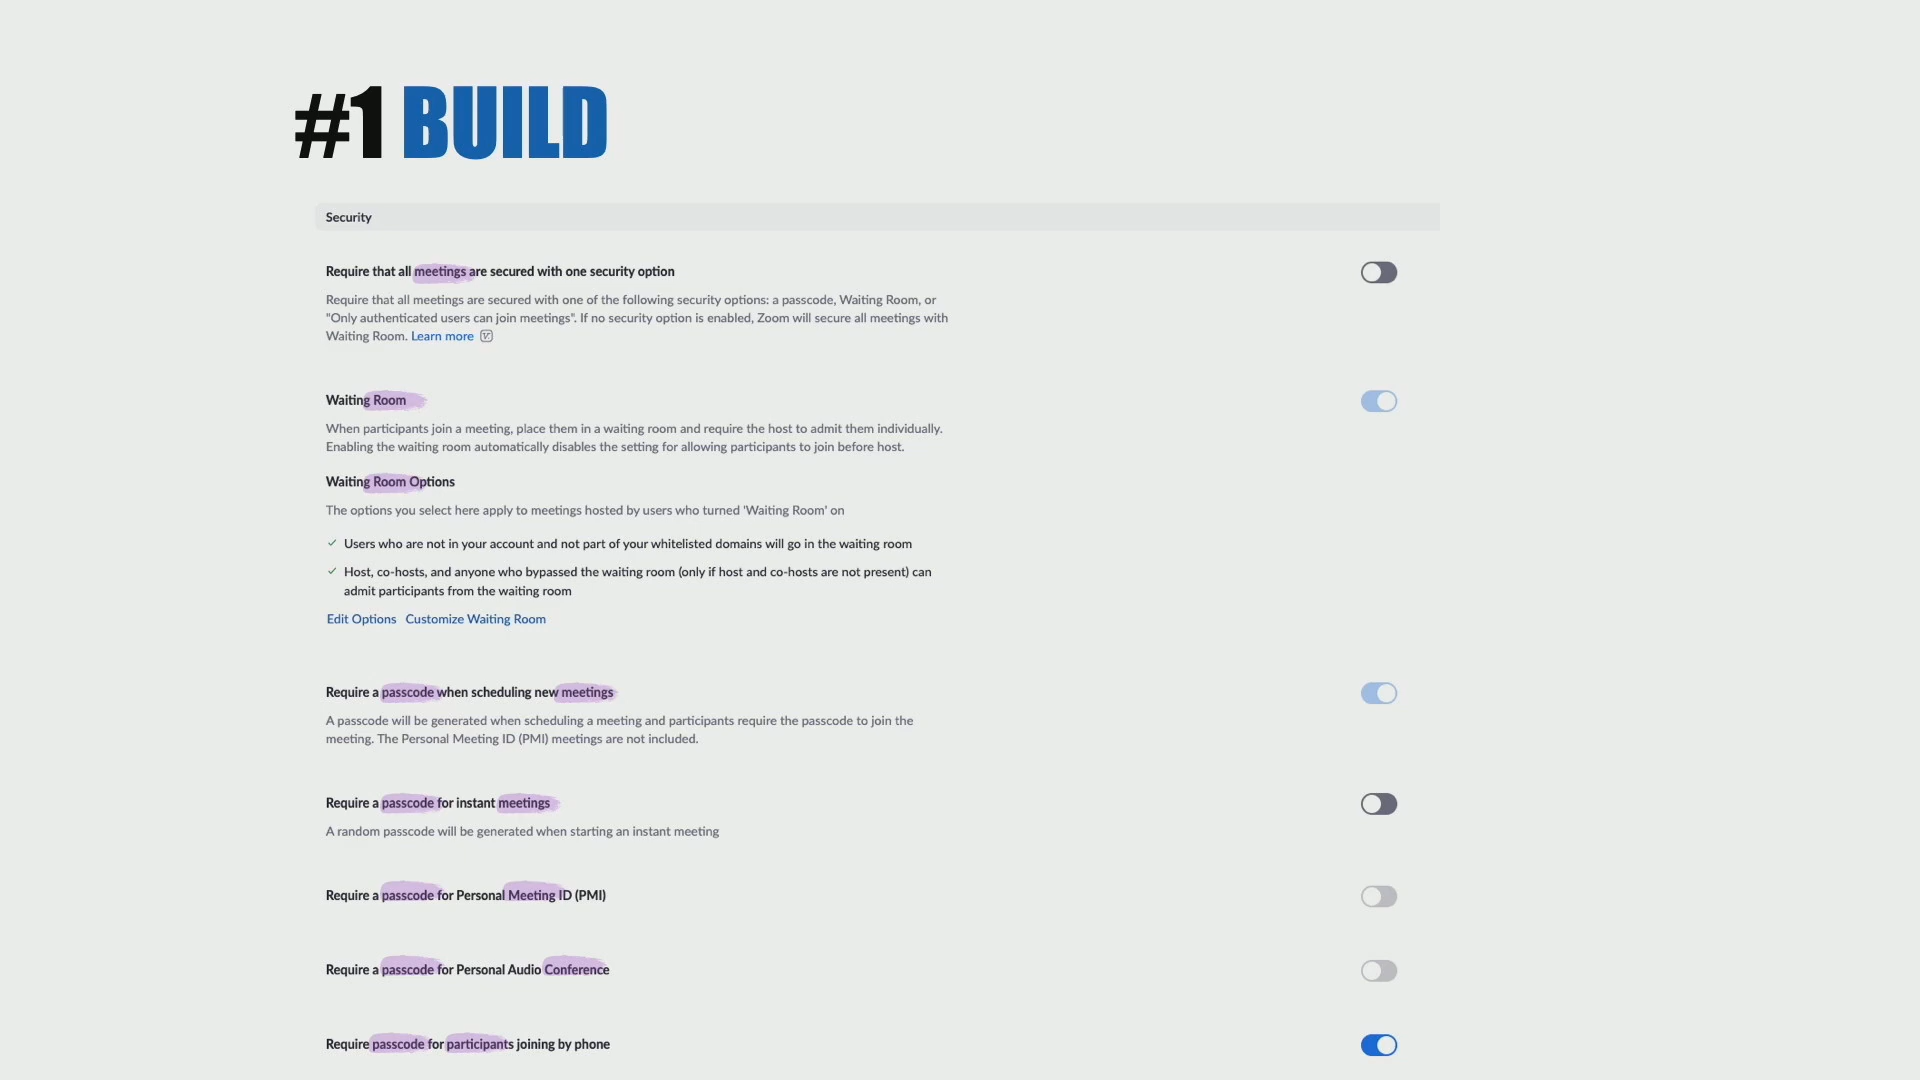 #1 BUILD
Security
Require that all meetings are secured with one security option
Require that all meetings are secured with one of the following security options: a passcode, Waiting Room, or
"Only authenticated users can join meetings". If no security option is enabled, Zoom will secure all meetings with
Waiting Room. Learn more
Waiting Room
When participants join a meeting, place them in a waiting room and require the host to admit them individually.
Enabling the waiting room automatically disables the setting for allowing participants to join before host.
Waiting Room Options
The options you select here apply to meetings hosted by users who turned 'Waiting Room' on
Users who are not in your account and not part of your whitelisted domains will go in the waiting room
Host, co-hosts, and anyone who bypassed the waiting room (only if host and co-hosts are not present) can
admit participants from the waiting room
Edit Options Customize Waiting Room
Require a passcode when scheduling new meetings
A passcode will be generated when scheduling a meeting and participants require the passcode to join the
meeting. The Personal Meeting ID (PMI) meetings are not included.
Require a passcode for instant meetings
A random passcode will be generated when starting an instant meeting
Require a passcode for Personal Meeting ID (PMI)
Require a passcode for Personal Audio Conference
Require passcode for participants joining by phone